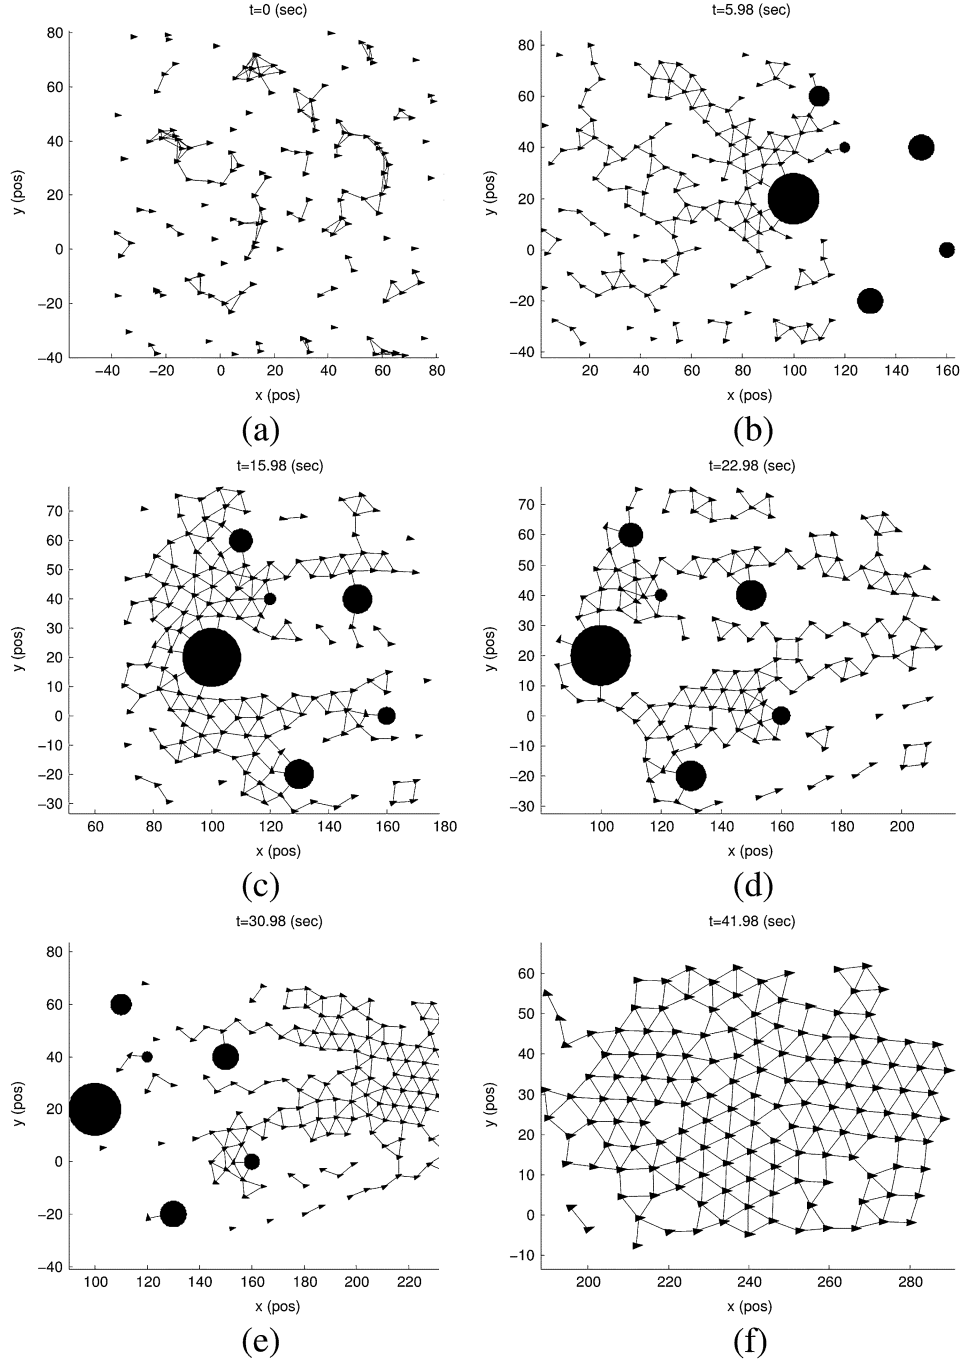 t=0 (sec)
80
60
40
20
0
−20
−40
y (pos)
−40 −20 0 20 40 60 80
x (pos)
(a)
t=5.98 (sec)
80
60
40
20
0
−20
−40
y (pos)
20 40 60 80 100 120 140 160
x (pos)
(b)
t=15.98 (sec)
70
60
50
40
30
20
10
0
−10
−20
−30
y (pos)
60 80 100 120 140 160 180
x (pos)
(c)
t=22.98 (sec)
70
60
50
40
30
20
10
0
−10
−20
−30
y (pos)
100 120 140 160 180 200
x (pos)
(d)
t=30.98 (sec)
80
60
40
20
0
−20
−40
y (pos)
100 120 140 160 180 200 220
x (pos)
(e)
t=41.98 (sec)
60
50
40
30
20
10
0
−10
y (pos)
200 220 240 260 280
x (pos)
(f)